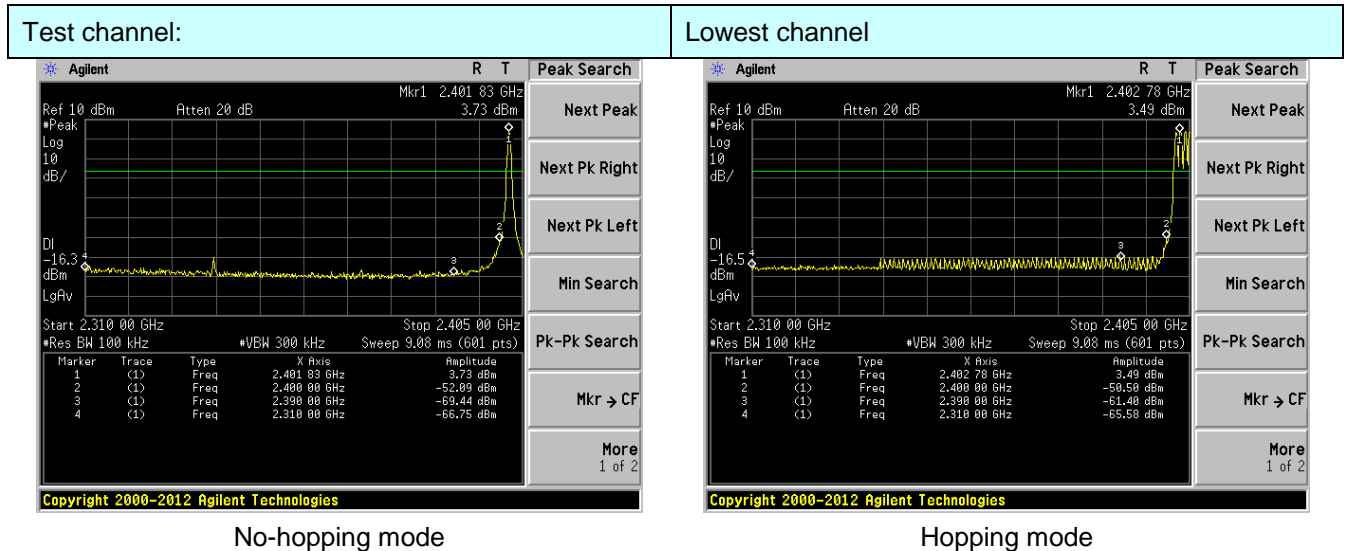 Test channel: Lowest channel
Agilent R T Peak Search
Mkr1 2.401 83 GHz
Ref 10 dBm Atten 20 dB 3.73 dBm
#Peak
Log
10
dB/
DI
-16.3
dBm
LgAv
1
2
3
4
Start 2.310 00 GHz Stop 2.405 00 GHz
#Res BW 100 kHz #VBW 300 kHz Sweep 9.08 ms (601 pts)
Marker Trace Type X Axis Amplitude
1 (1) Freq 2.401 83 GHz 3.73 dBm
2 (1) Freq 2.400 00 GHz -52.09 dBm
3 (1) Freq 2.390 00 GHz -69.44 dBm
4 (1) Freq 2.310 00 GHz -66.75 dBm
Next Peak
Next Pk Right
Next Pk Left
Min Search
Pk-Pk Search
Mkr → CF
More
1 of 2
Copyright 2000-2012 Agilent Technologies
No-hopping mode
Agilent R T Peak Search
Mkr1 2.402 78 GHz
Ref 10 dBm Atten 20 dB 3.49 dBm
#Peak
Log
10
dB/
DI
-16.5
dBm
LgAv
1
2
3
4
Start 2.310 00 GHz Stop 2.405 00 GHz
#Res BW 100 kHz #VBW 300 kHz Sweep 9.08 ms (601 pts)
Marker Trace Type X Axis Amplitude
1 (1) Freq 2.402 78 GHz 3.49 dBm
2 (1) Freq 2.400 00 GHz -50.50 dBm
3 (1) Freq 2.390 00 GHz -61.40 dBm
4 (1) Freq 2.310 00 GHz -65.58 dBm
Next Peak
Next Pk Right
Next Pk Left
Min Search
Pk-Pk Search
Mkr → CF
More
1 of 2
Copyright 2000-2012 Agilent Technologies
Hopping mode